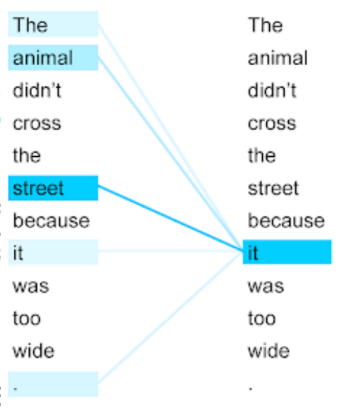 The The
animal animal
didn't didn't
cross cross
the the
street street
because because
it it
was was
too too
wide wide
. .